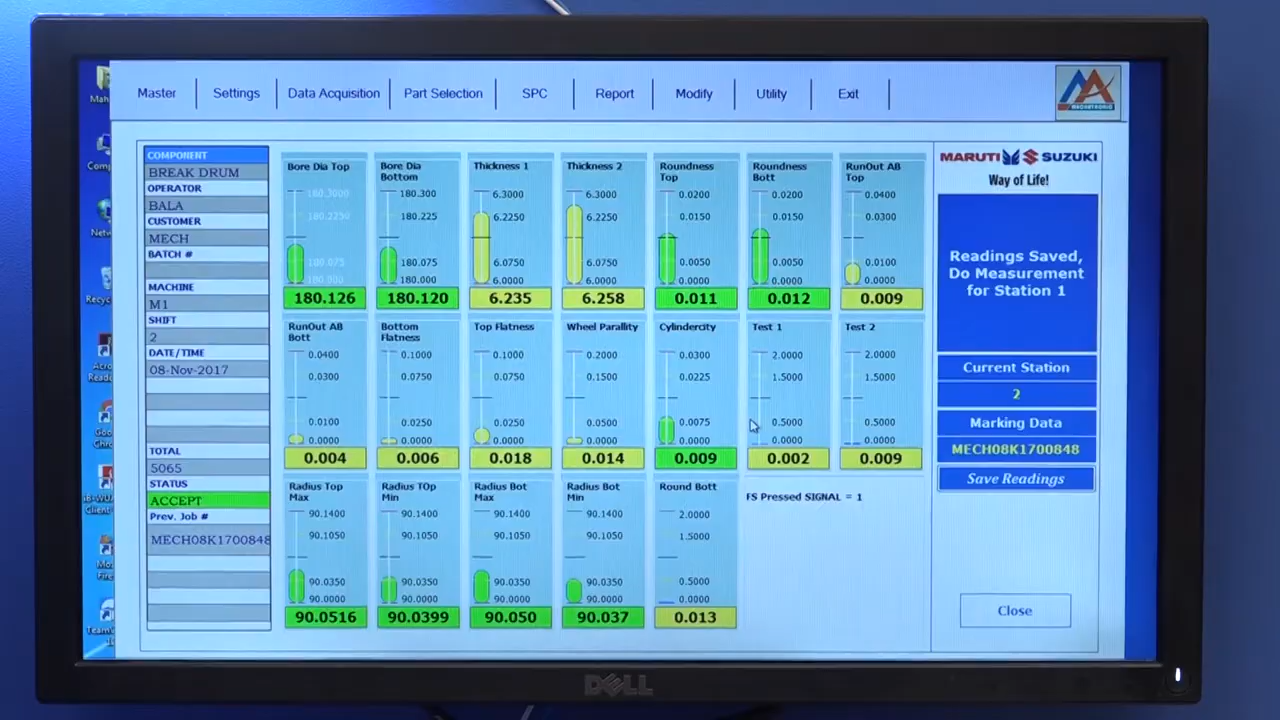 Master
Settings
Data Acquisition
Part Selection
SPC
Report
Modify
Utility
Exit
MECHATRONIC
COMPONENT
BREAK DRUM
OPERATOR
BALA
CUSTOMER
MECH
BATCH #
MACHINE
M1
SHIFT
2
DATE/TIME
08-Nov-2017
TOTAL
5065
STATUS
ACCEPT
Prev. Job #
MECH08K1700848
Bore Dia Top
180.3000
180.2250
180.075
180.000
180.126
Bore Dia
Bottom
180.300
180.225
180.075
180.000
180.120
Thickness 1
6.3000
6.2250
6.0750
6.0000
6.235
Thickness 2
6.3000
6.2250
6.0750
6.0000
6.258
Roundness
Top
0.0200
0.0150
0.0050
0.0000
0.011
Roundness
Bott
0.0200
0.0150
0.0050
0.0000
0.012
RunOut AB
Top
0.0400
0.0300
0.0100
0.0000
0.009
RunOut AB
Bott
0.0400
0.0300
0.0100
0.0000
0.004
Bottom
Flatness
0.1000
0.0750
0.0250
0.0000
0.006
Top Flatness
0.1000
0.0750
0.0250
0.0000
0.018
Wheel Parallity
0.2000
0.1500
0.0500
0.0000
0.014
Cylindercity
0.0300
0.0225
0.0075
0.0000
0.009
Test 1
2.0000
1.5000
0.5000
0.0000
0.002
Test 2
2.0000
1.5000
0.5000
0.0000
0.009
Radius Top
Max
90.1400
90.1050
90.0350
90.0000
90.0516
Radius TOp
Min
90.1400
90.1050
90.0350
90.0000
90.0399
Radius Bot
Max
90.1400
90.1050
90.0350
90.0000
90.050
Radius Bot
Min
90.1400
90.1050
90.0350
90.0000
90.037
Round Bott
2.0000
1.5000
0.5000
0.0000
0.013
FS Pressed SIGNAL = 1
MARUTI SUZUKI
Way of Life!
Readings Saved,
Do Measurement
for Station 1
Current Station
2
Marking Data
MECH08K1700848
Save Readings
Close
DELL